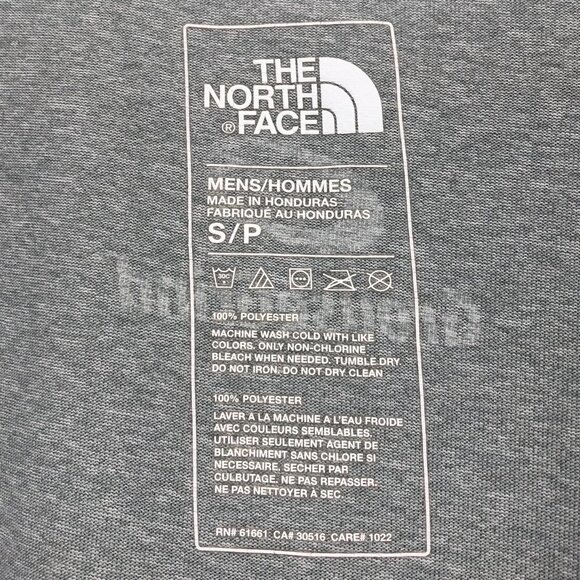 THE
NORTH
® FACE
MENS/HOMMES
MADE IN HONDURAS
FABRIQUÉ AU HONDURAS
S/P
30C
100% POLYESTER
MACHINE WASH COLD WITH LIKE
COLORS. ONLY NON-CHLORINE
BLEACH WHEN NEEDED. TUMBLE DRY.
DO NOT IRON. DO NOT DRY CLEAN
100% POLYESTER
LAVER À LA MACHINE À L'EAU FROIDE
AVEC COULEURS SEMBLABLES.
UTILISER SEULEMENT AGENT DE
BLANCHIMENT SANS CHLORE SI
NECESSAIRE. SECHER PAR
CULBUTAGE. NE PAS REPASSER.
NE PAS NETTOYER À SEC
RN# 61661 CA# 30516 CARE# 1022